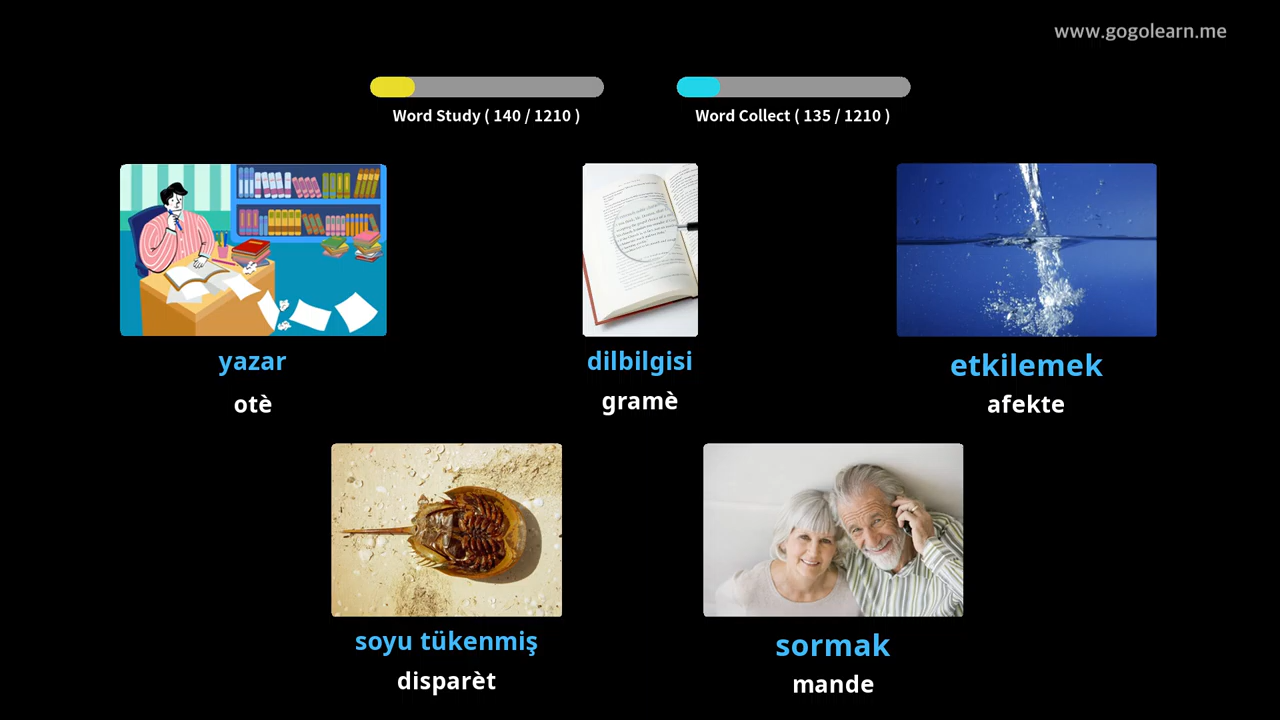 www.gogolearn.me
Word Study ( 140 / 1210 )
Word Collect ( 135 / 1210 )
yazar
otè
dilbilgisi
gramè
etkilemek
afekte
soyu tükenmiş
disparèt
sormak
mande